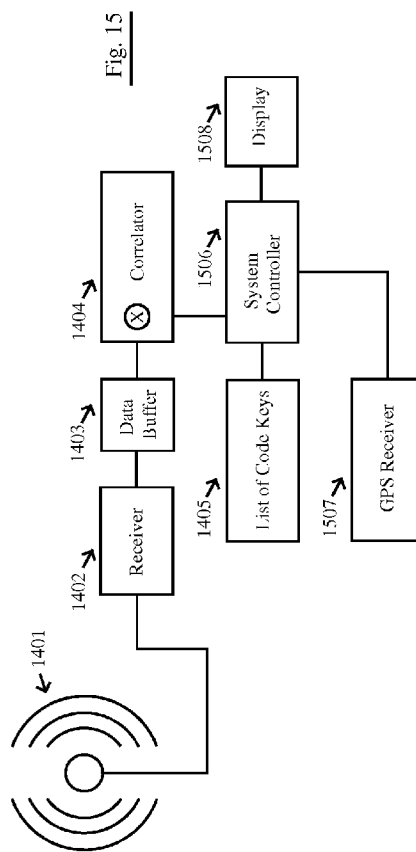 Fig. 15
1401
1402
Receiver
1403
Data
Buffer
1404
X
Correlator
1405
List of Code Keys
1506
System
Controller
1508
Display
1507
GPS Receiver